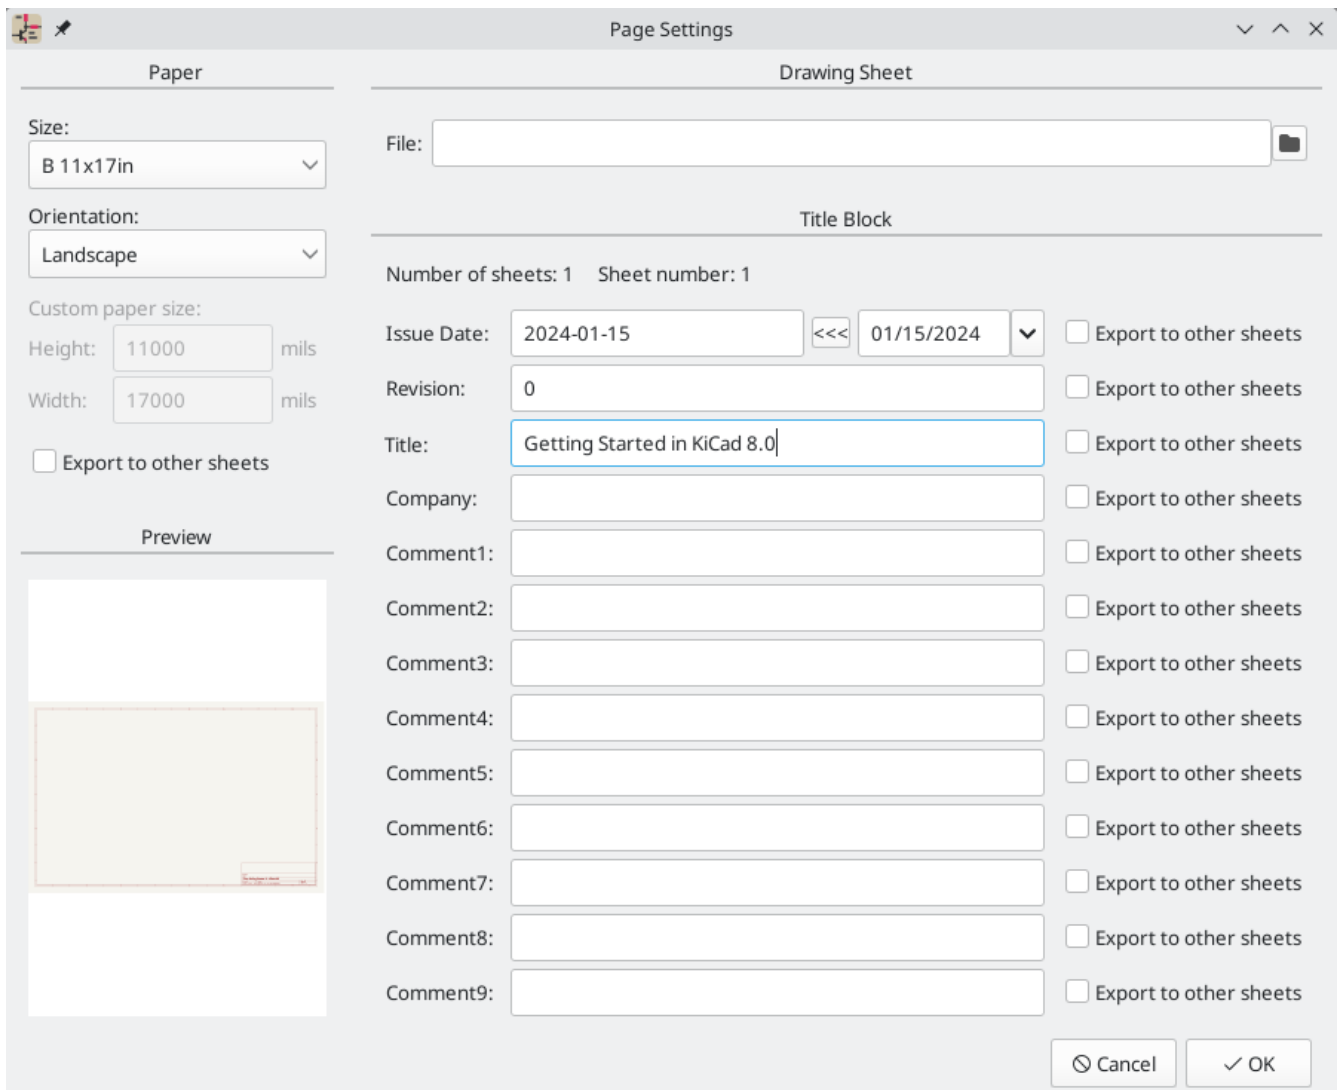 Page Settings
Paper
Size:
B 11x17in
Orientation:
Landscape
Custom paper size:
Height: 11000 mils
Width: 17000 mils
Export to other sheets
Preview
Drawing Sheet
File:
Title Block
Number of sheets: 1 Sheet number: 1
Issue Date: 2024-01-15 <<< 01/15/2024 Export to other sheets
Revision: 0 Export to other sheets
Title: Getting Started in KiCad 8.0 Export to other sheets
Company: Export to other sheets
Comment1: Export to other sheets
Comment2: Export to other sheets
Comment3: Export to other sheets
Comment4: Export to other sheets
Comment5: Export to other sheets
Comment6: Export to other sheets
Comment7: Export to other sheets
Comment8: Export to other sheets
Comment9: Export to other sheets
Cancel OK